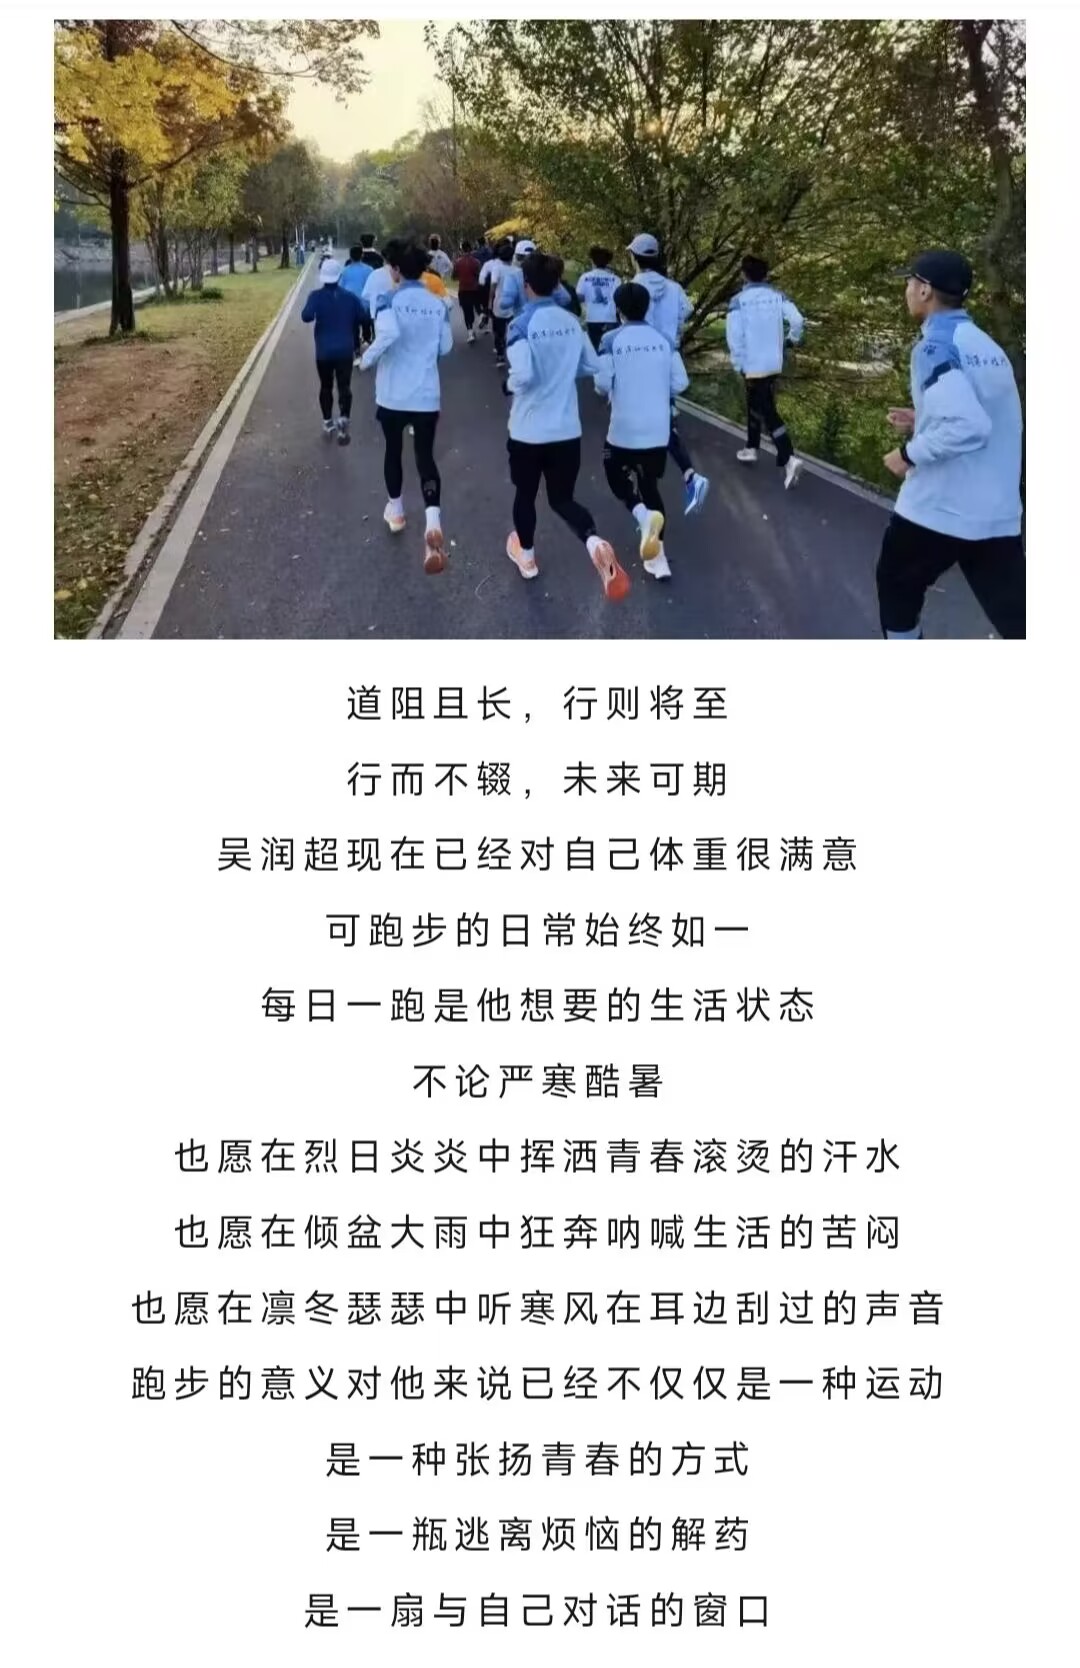 道阻且长，行则将至
行而不辍，未来可期
吴润超现在已经对自己体重很满意
可跑步的日常始终如一
每日一跑是他想要的生活状态
不论严寒酷暑
也愿在烈日炎炎中挥洒青春滚烫的汗水
也愿在倾盆大雨中狂奔呐喊生活的苦闷
也愿在凛冬瑟瑟中听寒风在耳边刮过的声音
跑步的意义对他来说已经不仅仅是一种运动
是一种张扬青春的方式
是一瓶逃离烦恼的解药
是一扇与自己对话的窗口